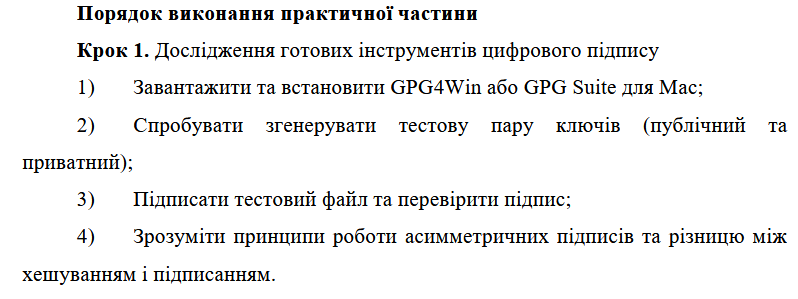 Порядок виконання практичної частини
Крок 1. Дослідження готових інструментів цифрового підпису
1) Завантажити та встановити GPG4Win або GPG Suite для Mac;
2) Спробувати згенерувати тестову пару ключів (публічний та
приватний);
3) Підписати тестовий файл та перевірити підпис;
4) Зрозуміти принципи роботи асимметричних підписів та різницю між
хешуванням і підписанням.